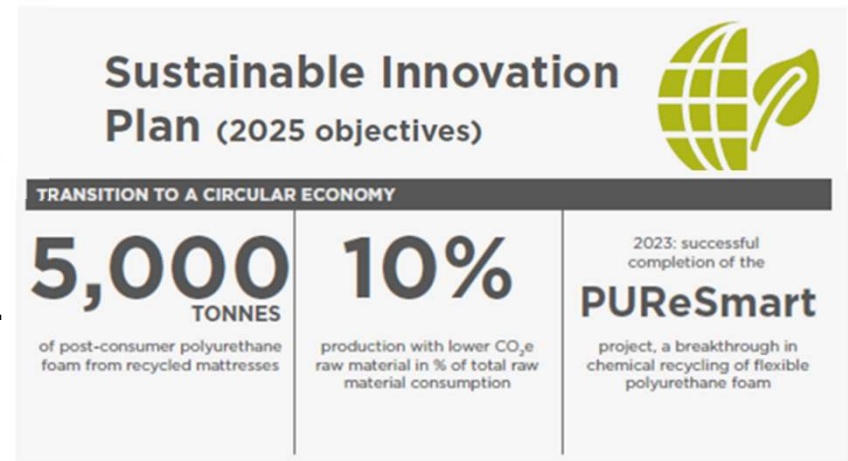 Sustainable Innovation
Plan (2025 objectives)
TRANSITION TO A CIRCULAR ECONOMY
5,000
TONNES
of post-consumer polyurethane
foam from recycled mattresses
10%
production with lower CO₂e
raw material in % of total raw
material consumption
2023: successful
completion of the
PUReSmart
project, a breakthrough in
chemical recycling of flexible
polyurethane foam